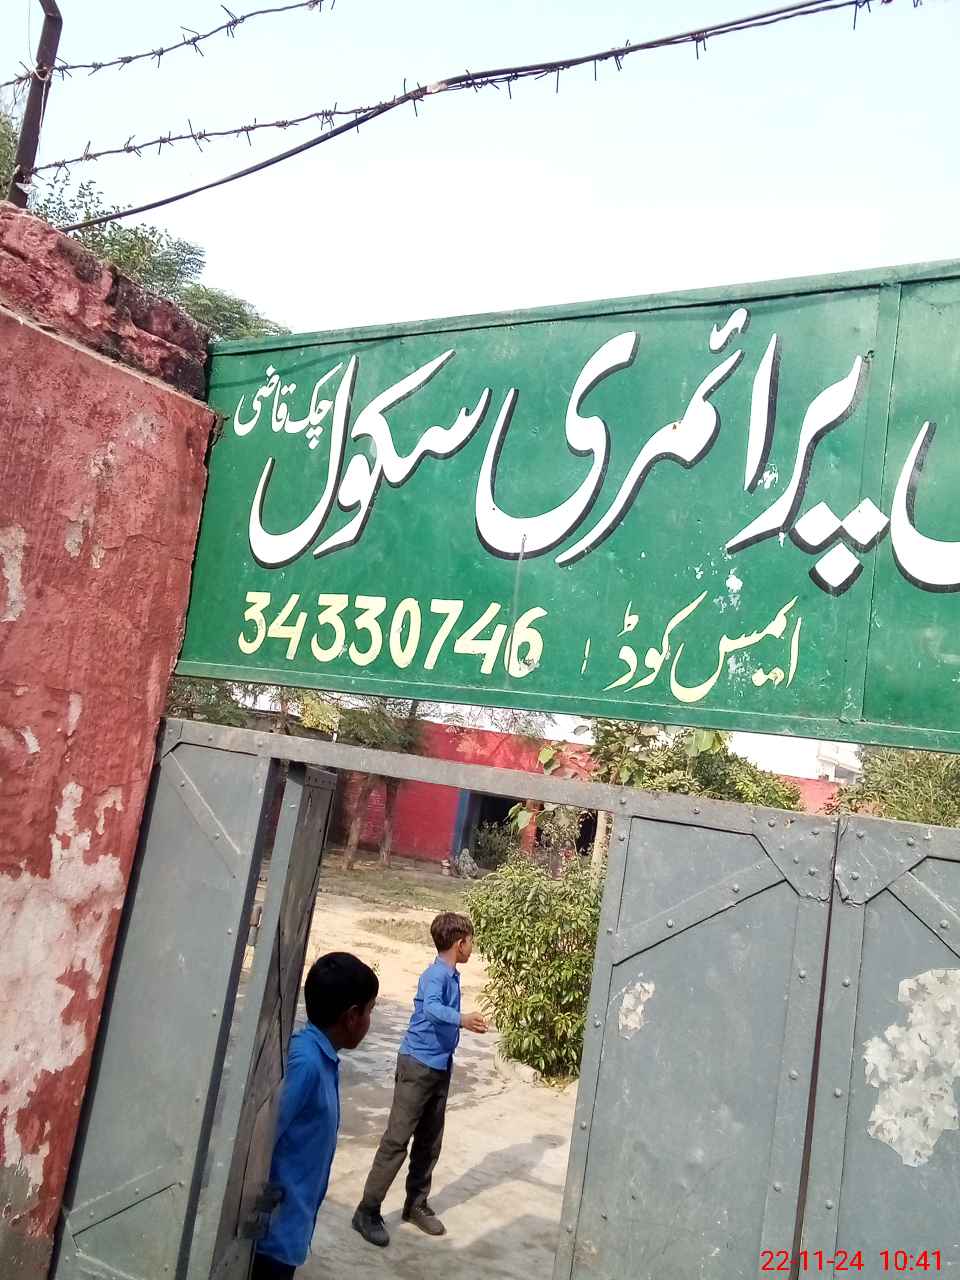 پرائمری سکول چک قاضی
ایمس کوڈ 34330746
22-11-24 10:41